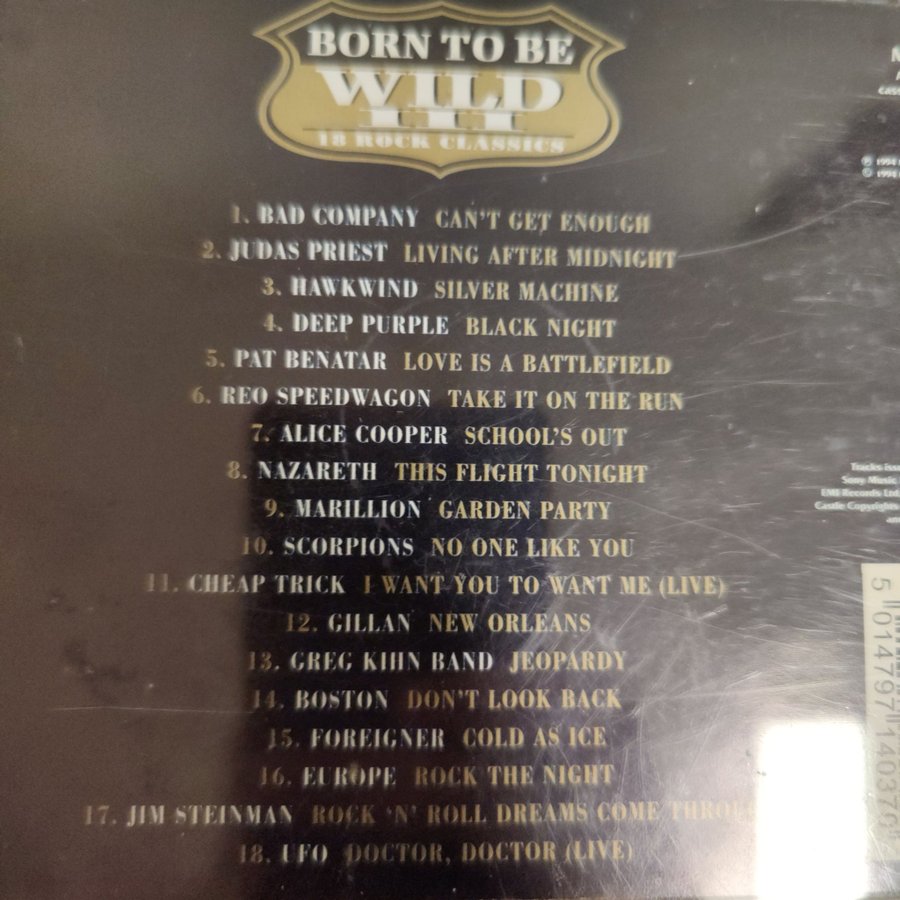 BORN TO BE
WILD
III
18 ROCK CLASSICS
1. BAD COMPANY CAN'T GET ENOUGH
2. JUDAS PRIEST LIVING AFTER MIDNIGHT
3. HAWKWIND SILVER MACHINE
4. DEEP PURPLE BLACK NIGHT
5. PAT BENATAR LOVE IS A BATTLEFIELD
6. REO SPEEDWAGON TAKE IT ON THE RUN
7. ALICE COOPER SCHOOL'S OUT
8. NAZARETH THIS FLIGHT TONIGHT
9. MARILLION GARDEN PARTY
10. SCORPIONS NO ONE LIKE YOU
11. CHEAP TRICK I WANT YOU TO WANT ME (LIVE)
12. GILLAN NEW ORLEANS
13. GREG KIHN BAND JEOPARDY
14. BOSTON DON'T LOOK BACK
15. FOREIGNER COLD AS ICE
16. EUROPE ROCK THE NIGHT
17. JIM STEINMAN ROCK 'N' ROLL DREAMS COME
18. UFO DOCTOR, DOCTOR (LIVE)
℗ 1994
© 1994
Tracks
Sony Music
EMI Records Ltd
Castle Copyrights
5 014797 140370